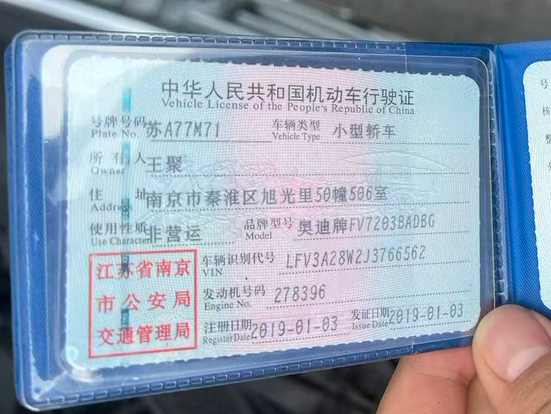 中华人民共和国机动车行驶证
Vehicle License of the People's Republic of China
号牌号码 苏A77M71 车辆类型 小型轿车
Plate No. Vehicle Type
所有人 王聚
Owner
住址 南京市秦淮区旭光里50幢506室
Address
使用性质 非营运 品牌型号 奥迪牌FV7203BADBG
Use Character Model
江苏省南京
市公安局
交通管理局
车辆识别代号 LFV3A28W2J3766562
VIN
发动机号码 278396
Engine No.
注册日期 2019-01-03 发证日期 2019-01-03
Register Date Issue Date
号